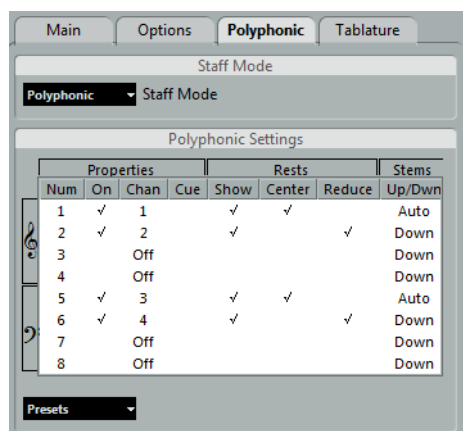 Main Options Polyphonic Tablature
Staff Mode
Polyphonic Staff Mode
Polyphonic Settings
Properties Rests Stems
Num On Chan Cue Show Center Reduce Up/Dwn
1 √ 1 √ √ Auto
2 √ 2 √ √ Down
3 Off Down
4 Off Down
5 √ 3 √ √ Auto
6 √ 4 √ √ Down
7 Off Down
8 Off Down
Presets